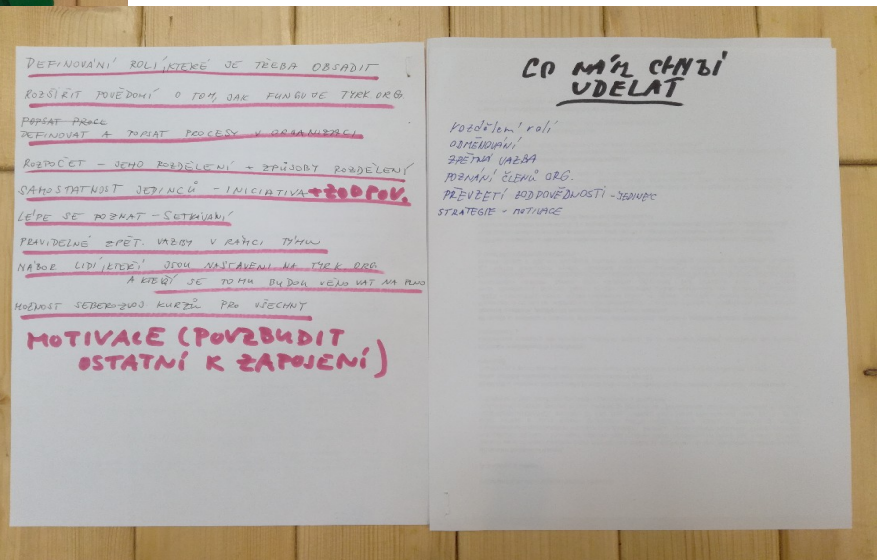 DEFINOVÁNÍ ROLÍ, KTERÉ JE TŘEBA OBSADIT
ROZŠÍŘIT POVĚDOMÍ O TOM, JAK FUNGUJE TYRK ORG.
POPSAT PROCE
DEFINOVAT A POPSAT PROCESY V ORGANIZACI
ROZPOČET - JEHO ROZDĚLENÍ + ZPŮSOBY ROZDĚLENÍ
SAMOSTATNOST JEDINCŮ - INICIATIVA + ZODPOV.
LÉPE SE POZNAT - SETKÁVÁNÍ
PRAVIDELNÉ ZPĚT. VAZBY V RÁMCI TÝMU
NÁBOR LIDÍ, KTEŘÍ JSOU NASTAVENI NA TYRK. ORG.
A KTEŘÍ SE TOMU BUDOU VĚNOVAT NA PLNO
MOŽNOST SEBEROZVOJ KURZŮ PRO VŠECHNY
MOTIVACE (POVZBUDIT
OSTATNÍ K ZAPOJENÍ)
CO NÁM CHYBÍ
UDELAT
ROZDĚLENÍ ROLÍ
ODMĚŇOVÁNÍ
ZPĚTNÁ VAZBA
POZNÁNÍ ČLENŮ ORG.
PŘEVZETÍ ZODPOVĚDNOSTI - JEDINEC
STRATEGIE - MOTIVACE